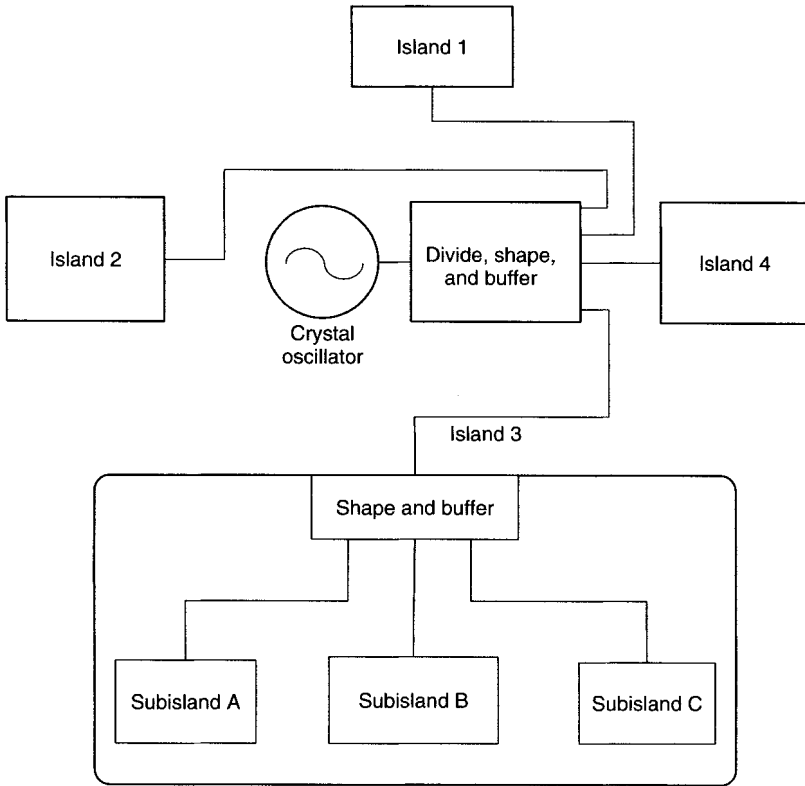 Island 1
Island 2
Divide, shape,
and buffer
Island 4
Crystal
oscillator
Island 3
Shape and buffer
Subisland A
Subisland B
Subisland C